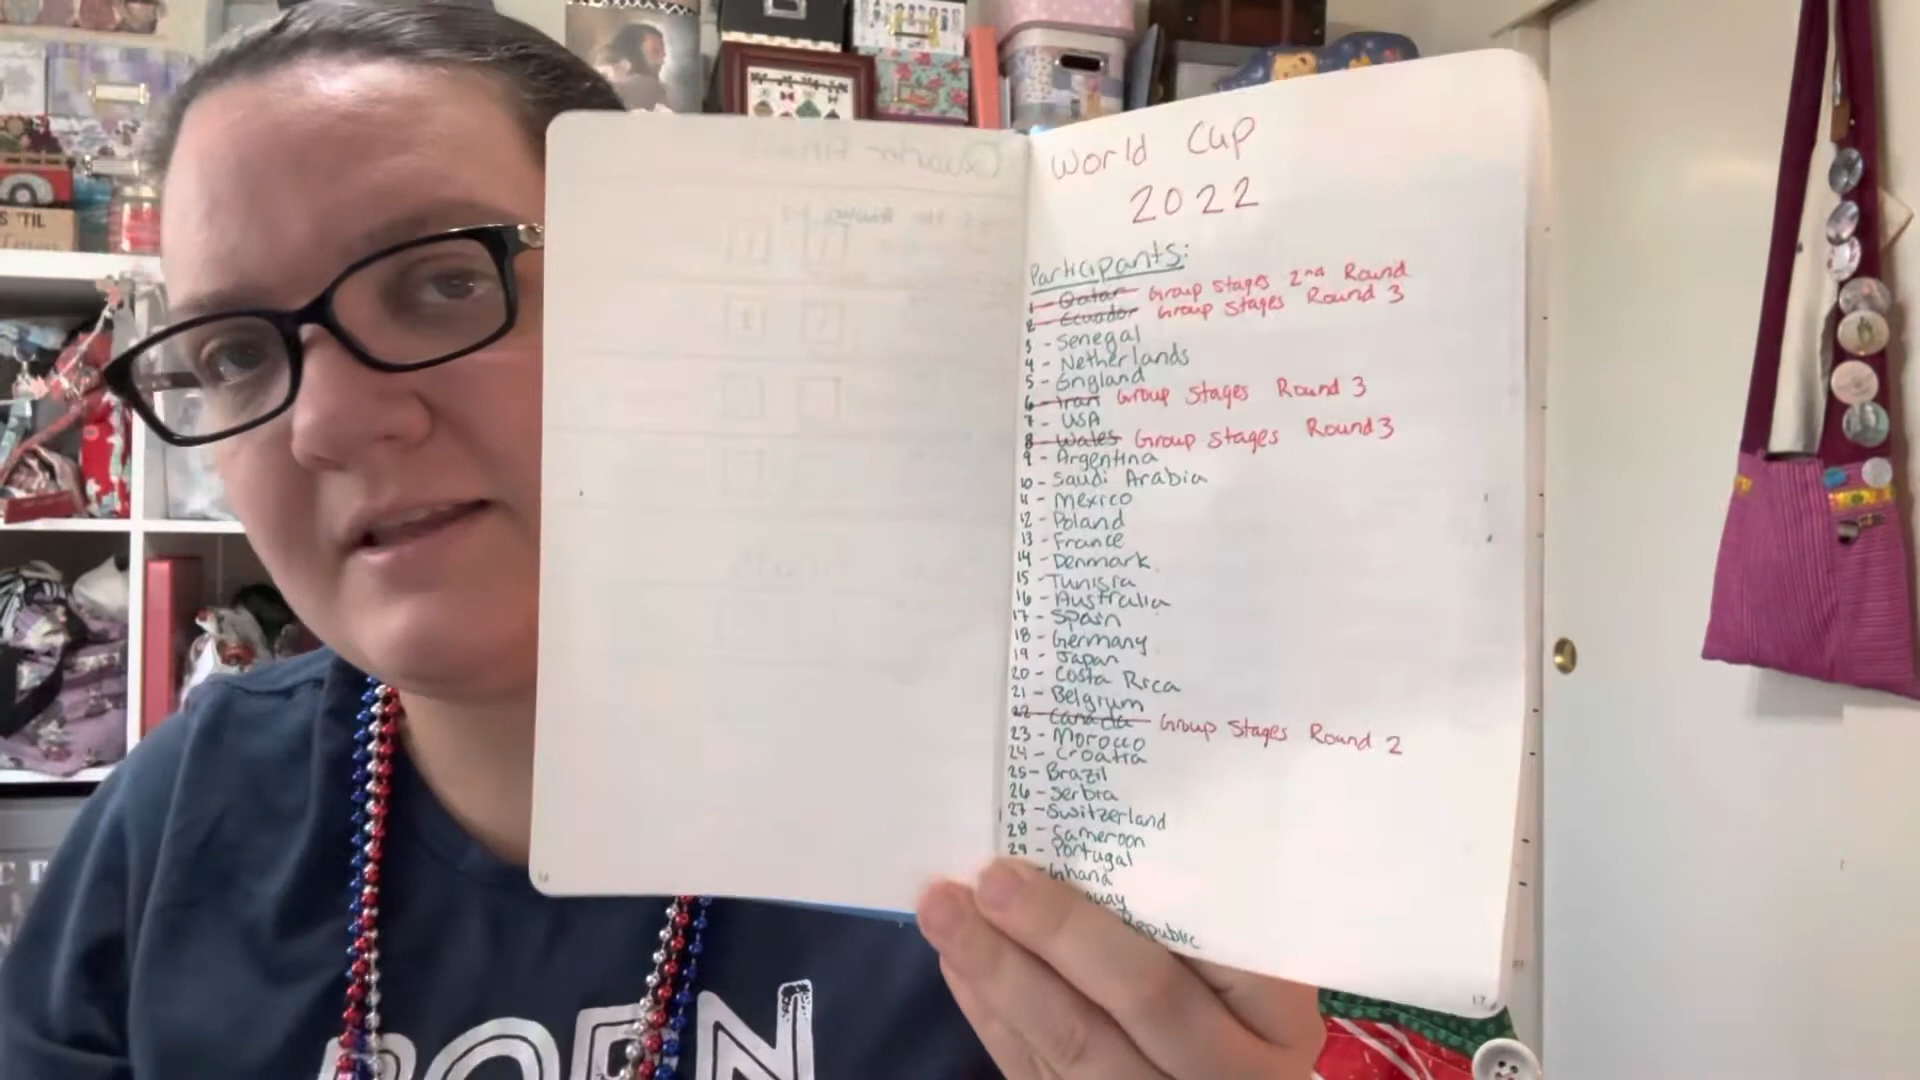 World Cup
2022
Participants:
1 - Qatar Group Stages 2nd Round
2 - Ecuador Group Stages Round 3
3 - Senegal
4 - Netherlands
5 - England
6 - Iran Group Stages Round 3
7 - USA
8 - Wales Group Stages Round 3
9 - Argentina
10 - Saudi Arabia
11 - Mexico
12 - Poland
13 - France
14 - Denmark
15 - Tunisia
16 - Australia
17 - Spain
18 - Germany
19 - Japan
20 - Costa Rica
21 - Belgium
22 - Canada Group Stages Round 2
23 - Morocco
24 - Croatia
25 - Brazil
26 - Serbia
27 - Switzerland
28 - Cameroon
29 - Portugal
- Ghana
uay
Republic
17
BORN
S 'TIL